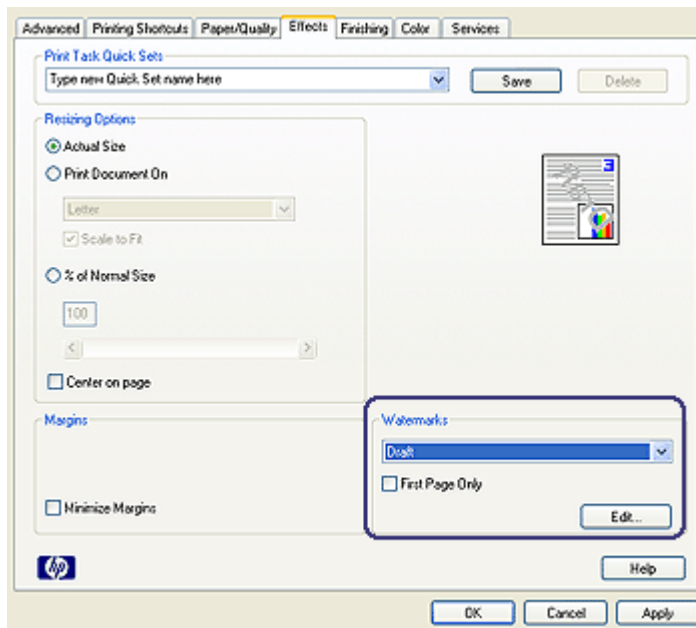 Advanced Printing Shortcuts Paper/Quality Effects Finishing Color Services
Print Task Quick Sets
Type new Quick Set name here Save Delete
Resizing Options
Actual Size
Print Document On
Letter
Scale to Fit
% of Normal Size
100
Center on page
3
Margins
Minimize Margins
Watermarks
Draft
First Page Only
Edit...
hp
Help
OK Cancel Apply